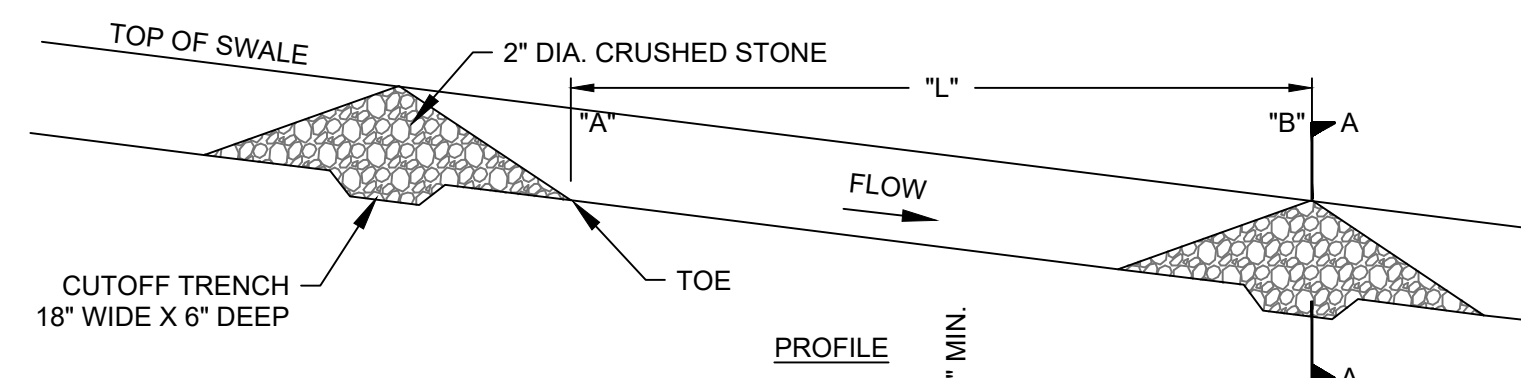 TOP OF SWALE
2" DIA. CRUSHED STONE
"L"
"A"
"B"
A
FLOW
CUTOFF TRENCH
18" WIDE X 6" DEEP
TOE
PROFILE
" MIN.
A